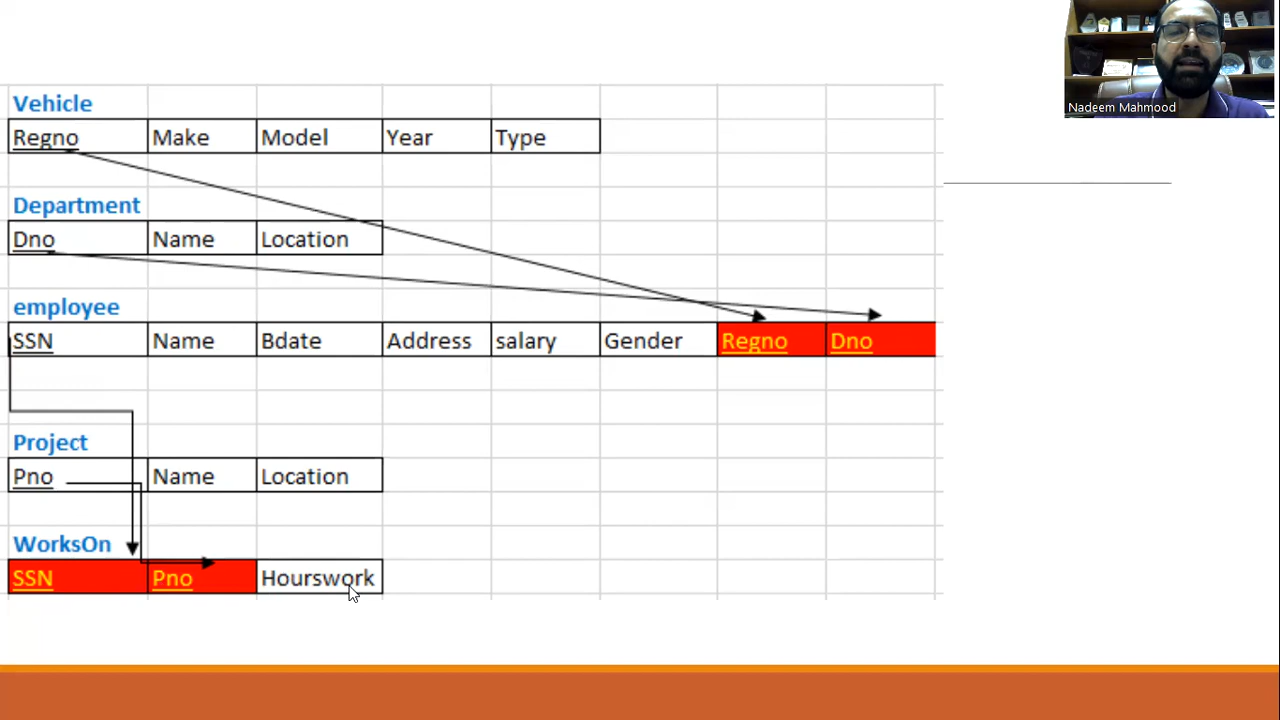 Nadeem Mahmood
Vehicle
Regno Make Model Year Type
Department
Dno Name Location
employee
SSN Name Bdate Address salary Gender Regno Dno
Project
Pno Name Location
WorksOn
SSN Pno Hourswork